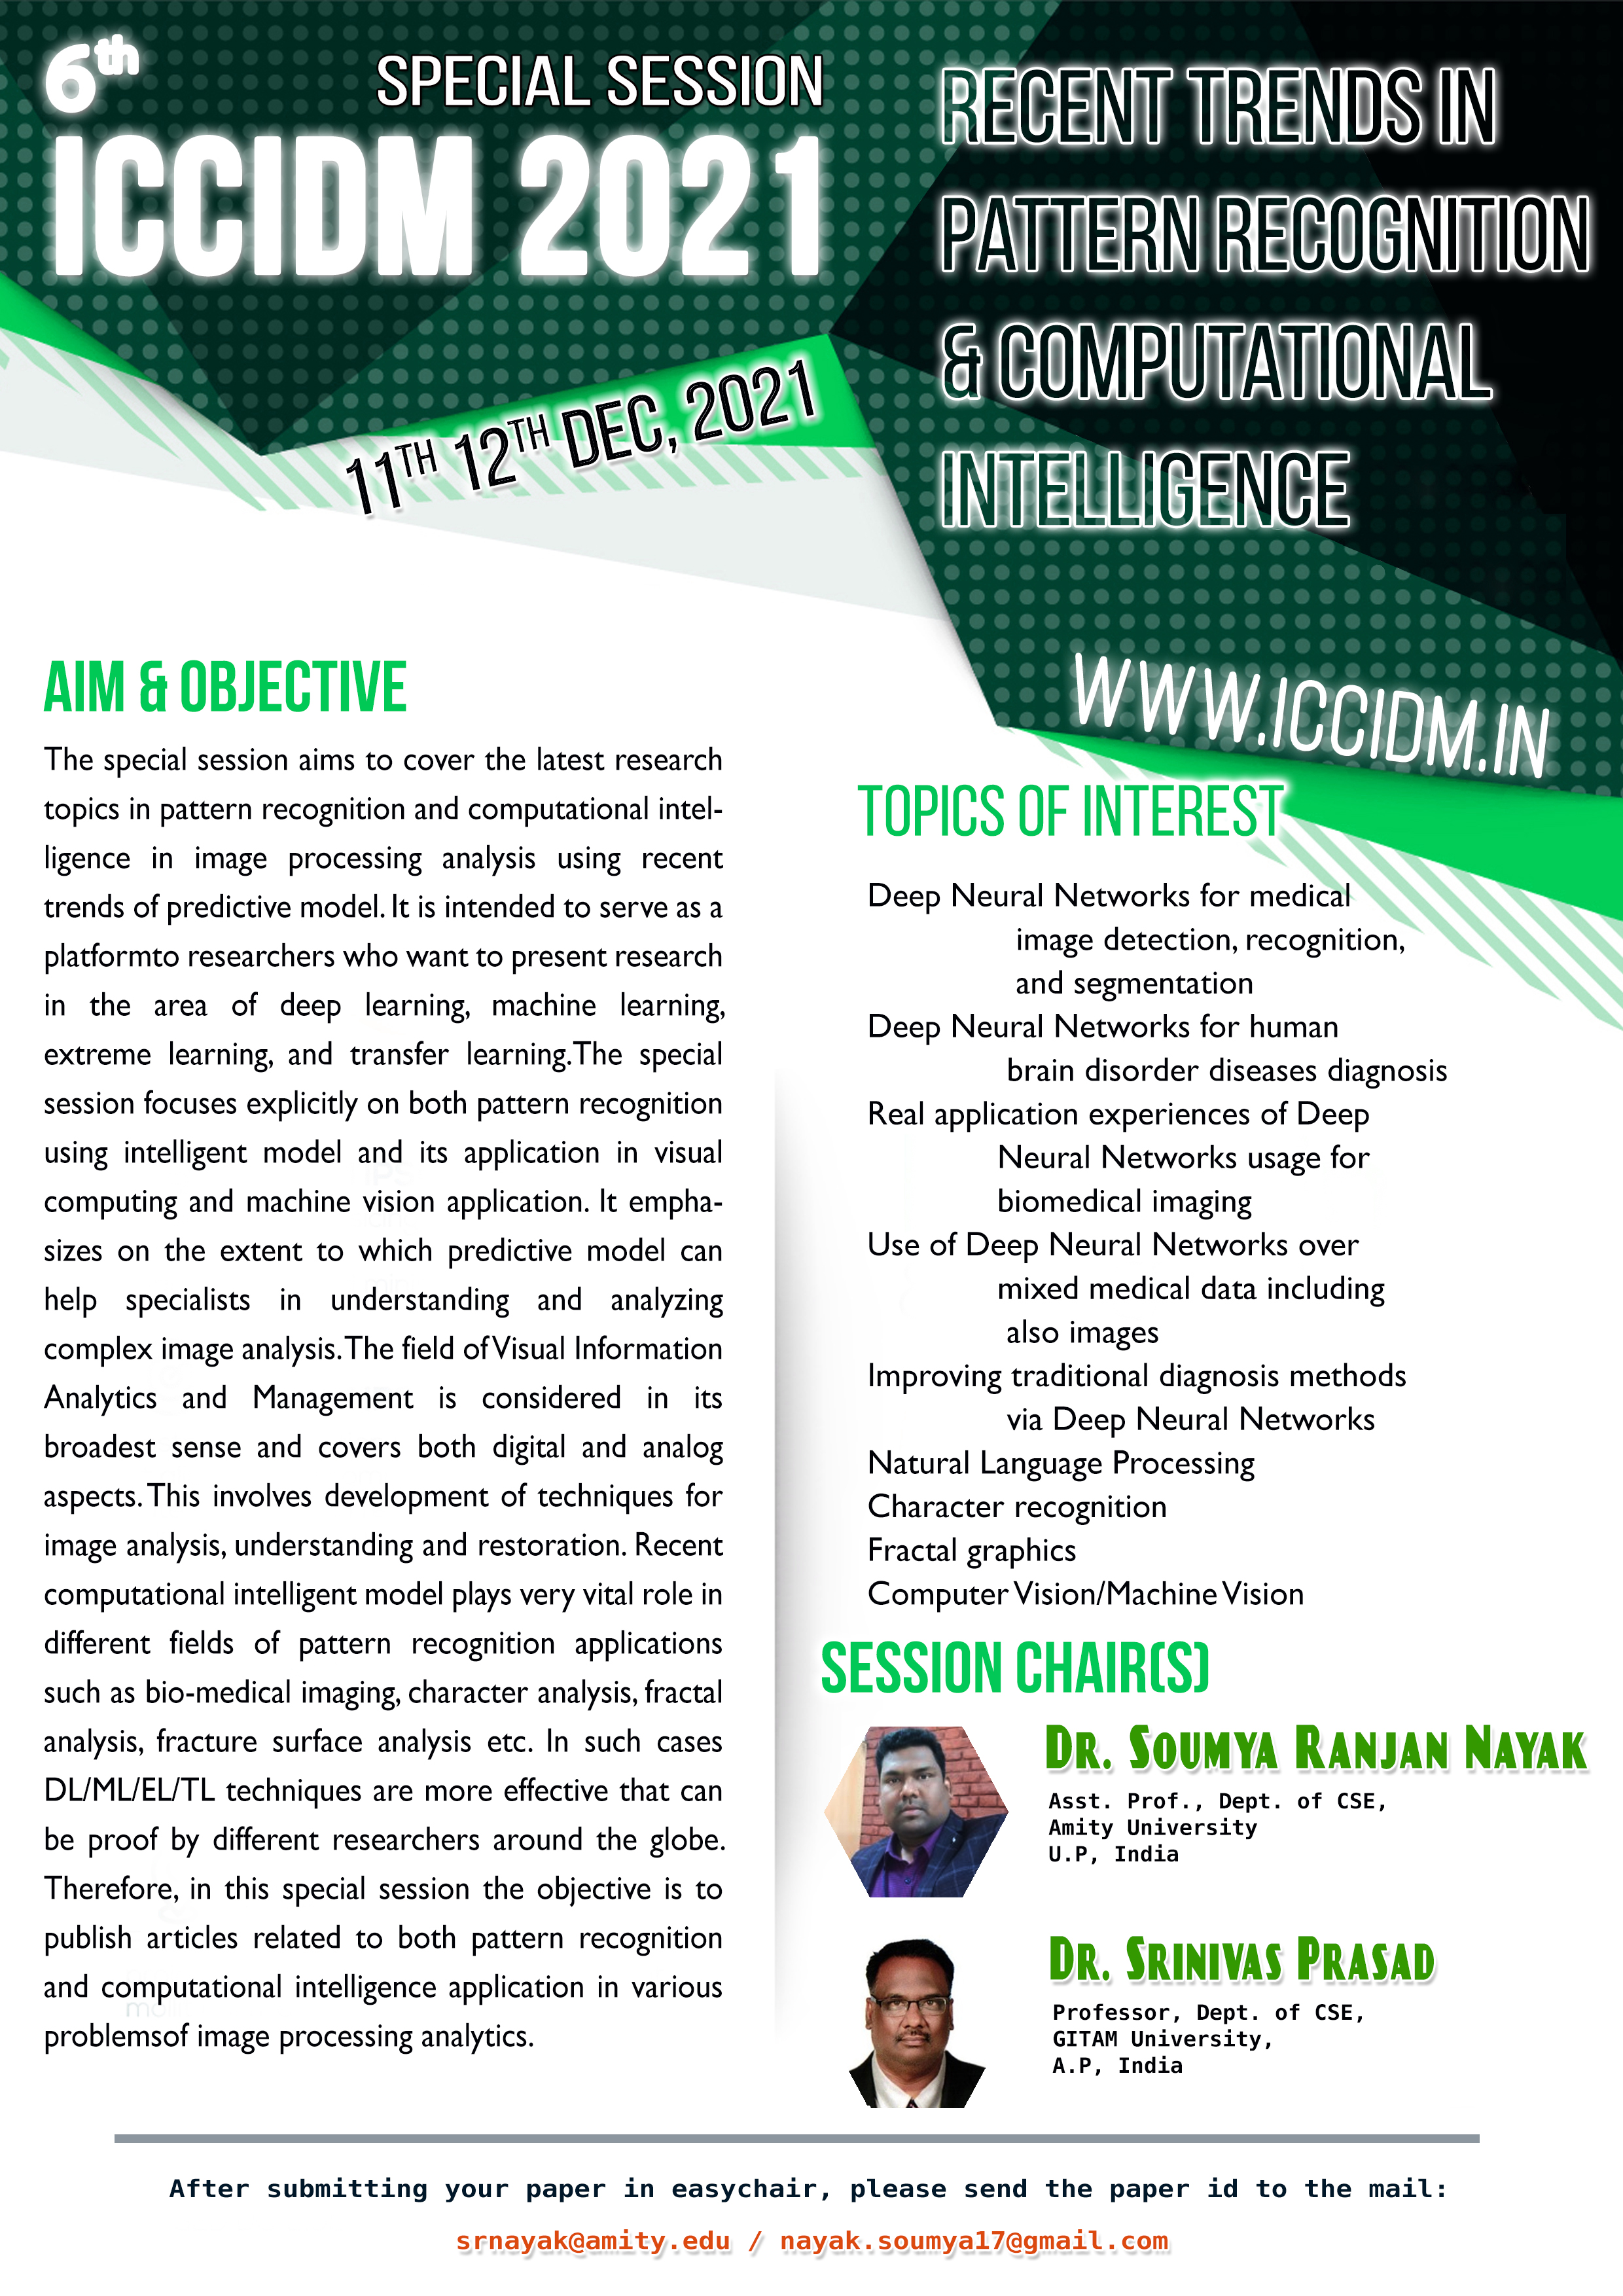 6th
SPECIAL SESSION
ICCIDM 2021
11TH 12TH DEC, 2021
RECENT TRENDS IN
PATTERN RECOGNITION
& COMPUTATIONAL
INTELLIGENCE
WWW.ICCIDM.IN
AIM & OBJECTIVE
The special session aims to cover the latest research
topics in pattern recognition and computational intel-
ligence in image processing analysis using recent
trends of predictive model. It is intended to serve as a
platformto researchers who want to present research
in the area of deep learning, machine learning,
extreme learning, and transfer learning.The special
session focuses explicitly on both pattern recognition
using intelligent model and its application in visual
computing and machine vision application. It empha-
sizes on the extent to which predictive model can
help specialists in understanding and analyzing
complex image analysis. The field of Visual Information
Analytics and Management is considered in its
broadest sense and covers both digital and analog
aspects. This involves development of techniques for
image analysis, understanding and restoration. Recent
computational intelligent model plays very vital role in
different fields of pattern recognition applications
such as bio-medical imaging, character analysis, fractal
analysis, fracture surface analysis etc. In such cases
DL/ML/EL/TL techniques are more effective that can
be proof by different researchers around the globe.
Therefore, in this special session the objective is to
publish articles related to both pattern recognition
and computational intelligence application in various
problemsof image processing analytics.
TOPICS OF INTEREST
Deep Neural Networks for medical
image detection, recognition,
and segmentation
Deep Neural Networks for human
brain disorder diseases diagnosis
Real application experiences of Deep
Neural Networks usage for
biomedical imaging
Use of Deep Neural Networks over
mixed medical data including
also images
Improving traditional diagnosis methods
via Deep Neural Networks
Natural Language Processing
Character recognition
Fractal graphics
Computer Vision/Machine Vision
SESSION CHAIR(S)
DR. SOUMYA RANJAN NAYAK
Asst. Prof., Dept. of CSE,
Amity University
U.P, India
DR. SRINIVAS PRASAD
Professor, Dept. of CSE,
GITAM University,
A.P, India
After submitting your paper in easychair, please send the paper id to the mail:
srnayak@amity.edu / nayak.soumya17@gmail.com